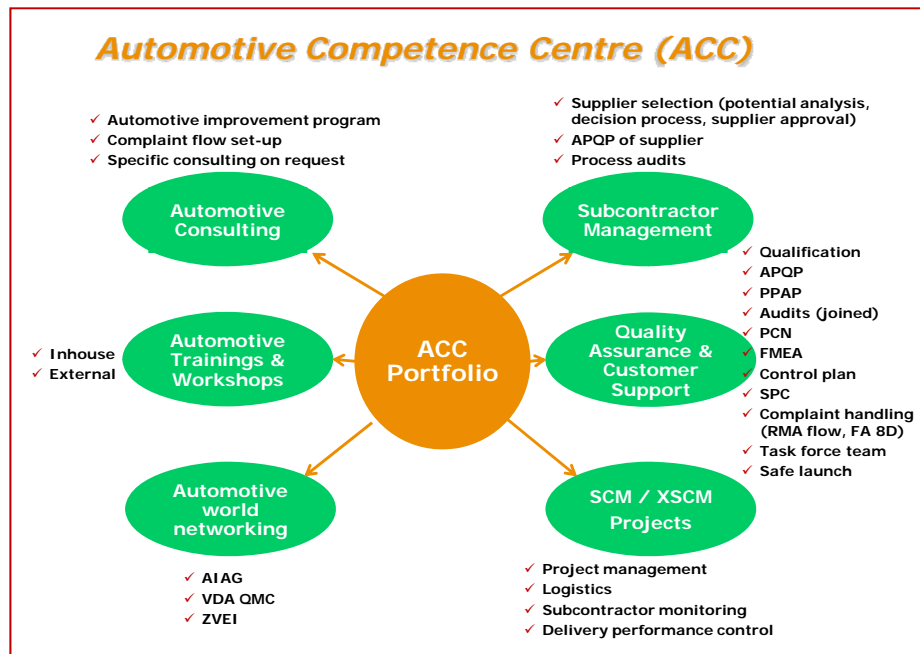 Automotive Competence Centre (ACC)
✓ Automotive improvement program
✓ Complaint flow set-up
✓ Specific consulting on request
✓ Supplier selection (potential analysis,
decision process, supplier approval)
✓ APQP of supplier
✓ Process audits
Automotive
Consulting
Subcontractor
Management
✓ Inhouse
✓ External
Automotive
Trainings &
Workshops
ACC
Portfolio
Quality
Assurance &
Customer
Support
✓ Qualification
✓ APQP
✓ PPAP
✓ Audits (joined)
✓ PCN
✓ FMEA
✓ Control plan
✓ SPC
✓ Complaint handling
(RMA flow, FA 8D)
✓ Task force team
✓ Safe launch
Automotive
world
networking
SCM / XSCM
Projects
✓ AIAG
✓ VDA QMC
✓ ZVEI
✓ Project management
✓ Logistics
✓ Subcontractor monitoring
✓ Delivery performance control